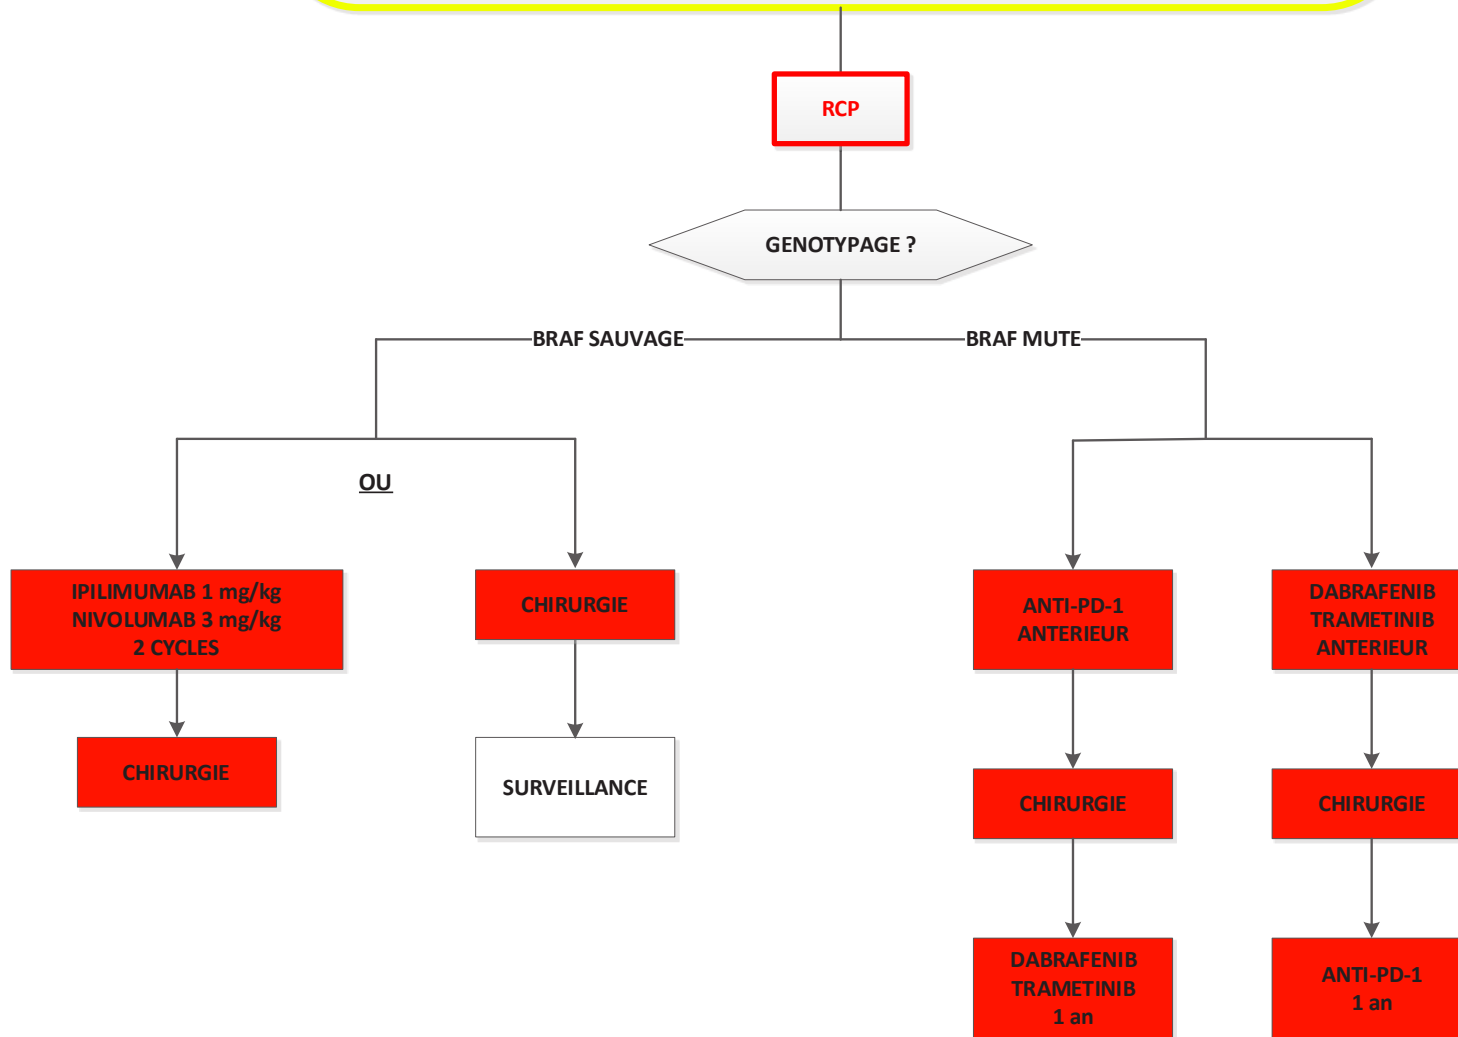 RCP
GENOTYPAGE ?
BRAF SAUVAGE
BRAF MUTE
OU
IPILIMUMAB 1 mg/kg
NIVOLUMAB 3 mg/kg
2 CYCLES
CHIRURGIE
CHIRURGIE
SURVEILLANCE
ANTI-PD-1
ANTERIEUR
CHIRURGIE
DABRAFENIB
TRAMETINIB
1 an
DABRAFENIB
TRAMETINIB
ANTERIEUR
CHIRURGIE
ANTI-PD-1
1 an